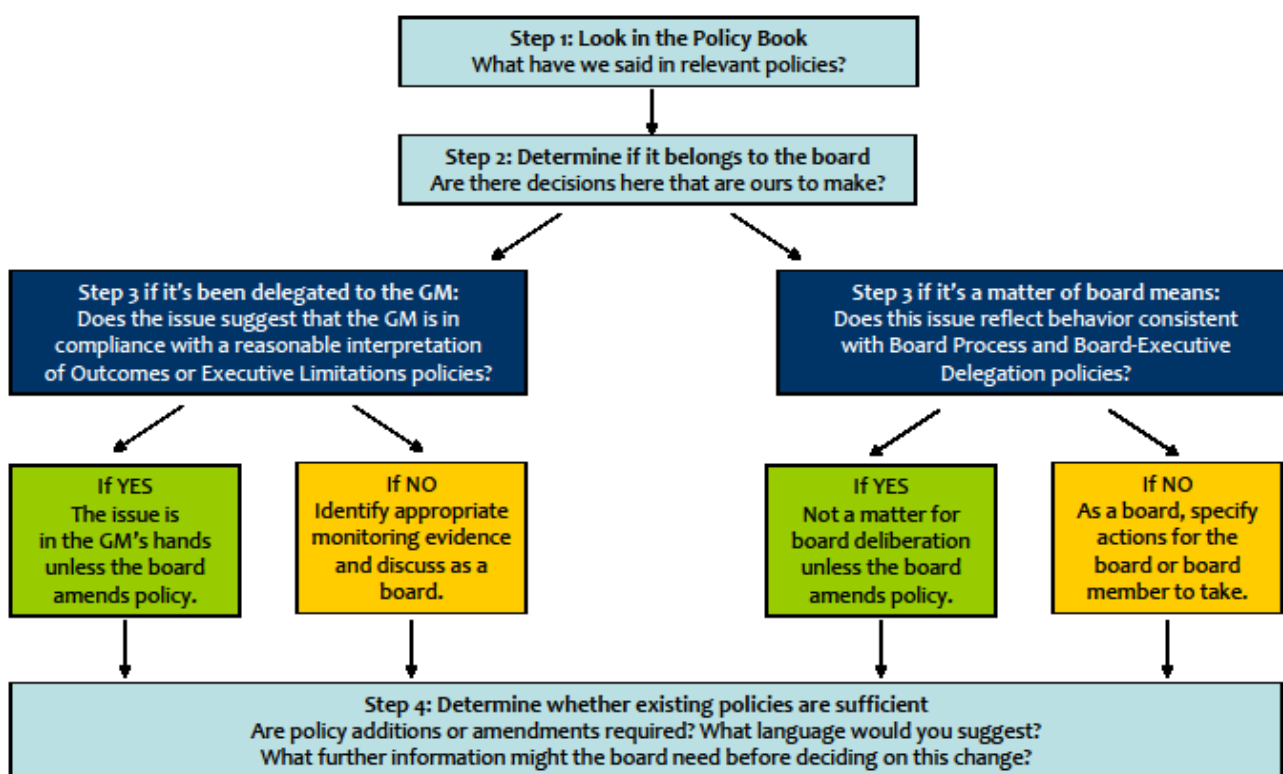 Step 1: Look in the Policy Book
What have we said in relevant policies?
Step 2: Determine if it belongs to the board
Are there decisions here that are ours to make?
Step 3 if it's been delegated to the GM:
Does the issue suggest that the GM is in
compliance with a reasonable interpretation
of Outcomes or Executive Limitations policies?
Step 3 if it's a matter of board means:
Does this issue reflect behavior consistent
with Board Process and Board-Executive
Delegation policies?
If YES
The issue is
in the GM's hands
unless the board
amends policy.
If NO
Identify appropriate
monitoring evidence
and discuss as a
board.
If YES
Not a matter for
board deliberation
unless the board
amends policy.
If NO
As a board, specify
actions for the
board or board
member to take.
Step 4: Determine whether existing policies are sufficient
Are policy additions or amendments required? What language would you suggest?
What further information might the board need before deciding on this change?